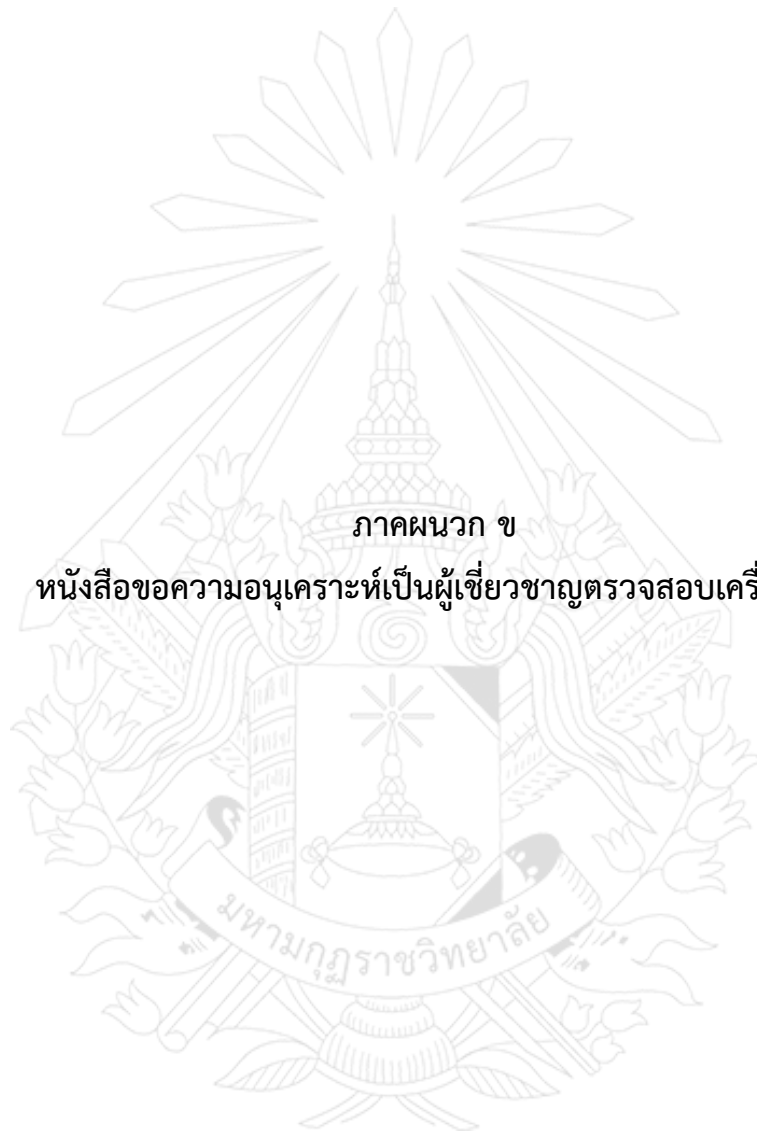 ภาคผนวก ข
หนังสือขอความอนุเคราะห์เป็นผู้เชี่ยวชาญตรวจสอบเครื่
มหามกุฏราชวิทยาลัย